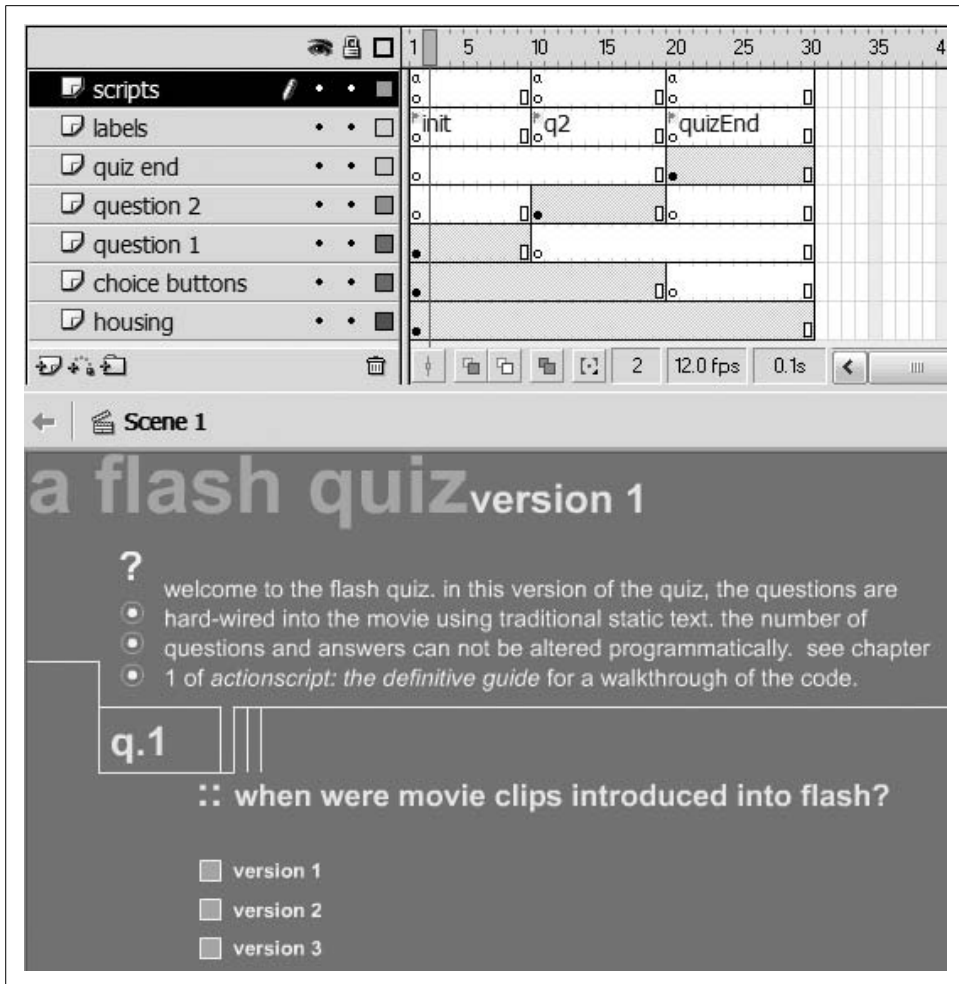 1 5 10 15 20 25 30 35 4
scripts a a a
labels init q2 quizEnd
quiz end
question 2
question 1
choice buttons
housing
2 12.0 fps 0.1s
Scene 1
a flash quiz version 1
?
welcome to the flash quiz. in this version of the quiz, the questions are
hard-wired into the movie using traditional static text. the number of
questions and answers can not be altered programmatically. see chapter
1 of actionscript: the definitive guide for a walkthrough of the code.
q.1
:: when were movie clips introduced into flash?
version 1
version 2
version 3